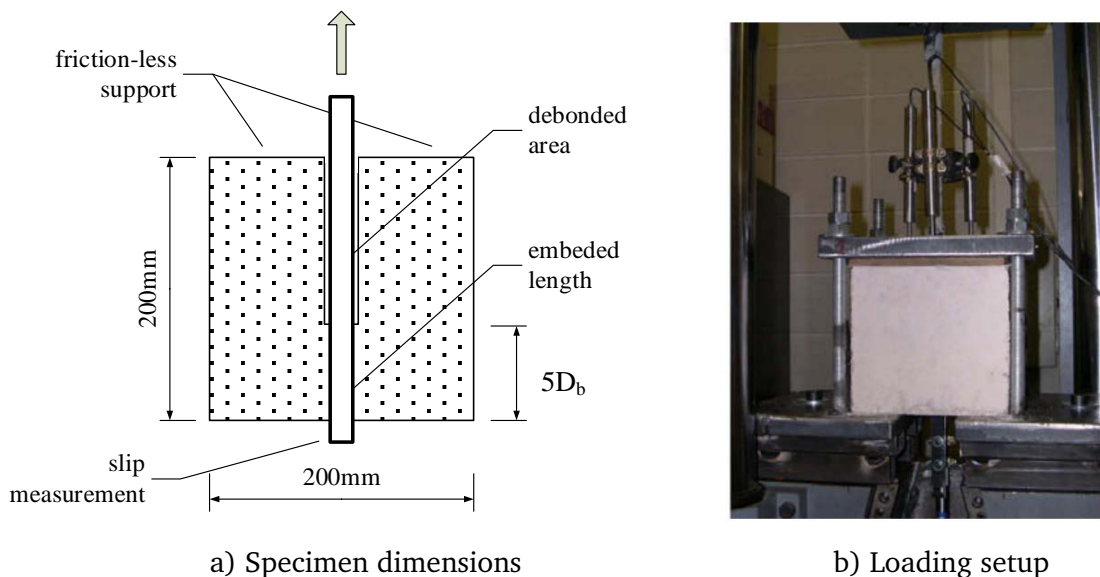 friction-less
support
debonded
area
embeded
length
200mm
5D_b
slip
measurement
200mm
a) Specimen dimensions
b) Loading setup